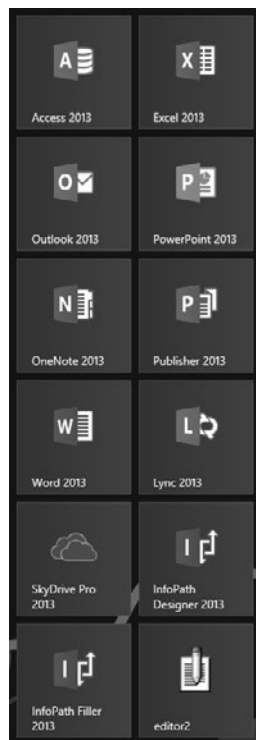 A
X
Access 2013
Excel 2013
O
P
Outlook 2013
PowerPoint 2013
N
P
OneNote 2013
Publisher 2013
W
L
Word 2013
Lync 2013
I
SkyDrive Pro
2013
InfoPath
Designer 2013
I
InfoPath Filler
2013
editor2